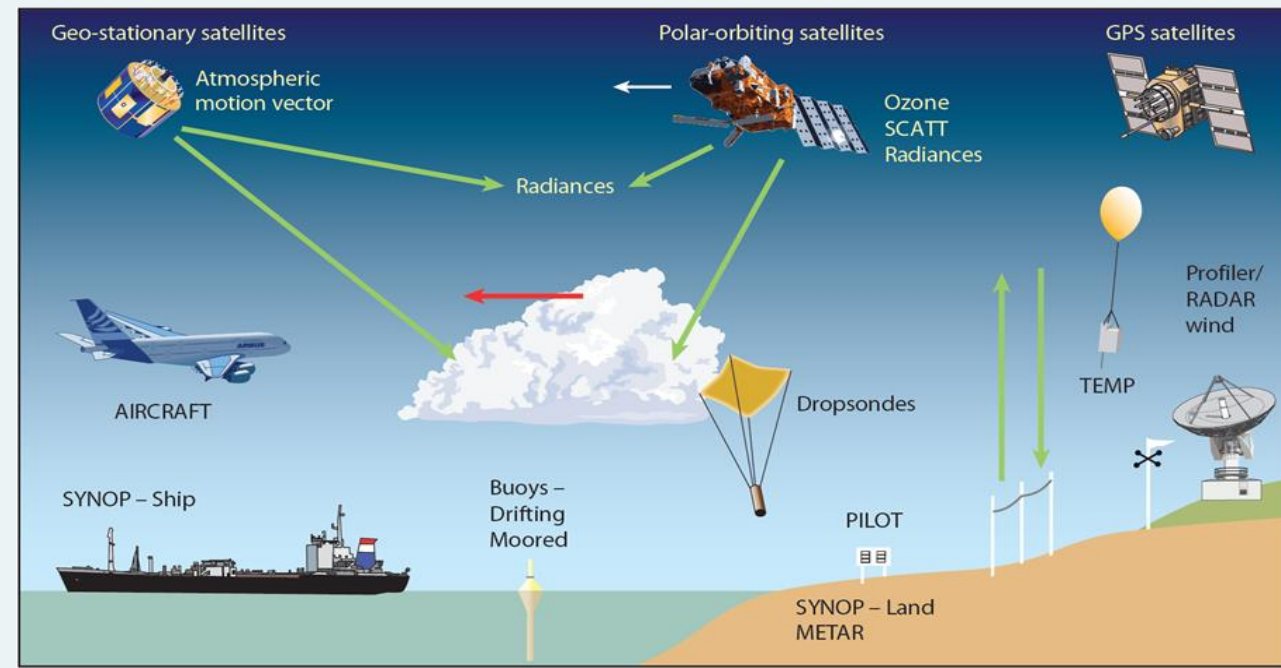 Geo-stationary satellites
Polar-orbiting satellites
GPS satellites
Atmospheric
motion vector
Ozone
SCATT
Radiances
Radiances
Profiler/
RADAR
wind
TEMP
AIRBUS
AIRCRAFT
Dropsondes
SYNOP – Ship
Buoys –
Drifting
Moored
PILOT
SYNOP – Land
METAR